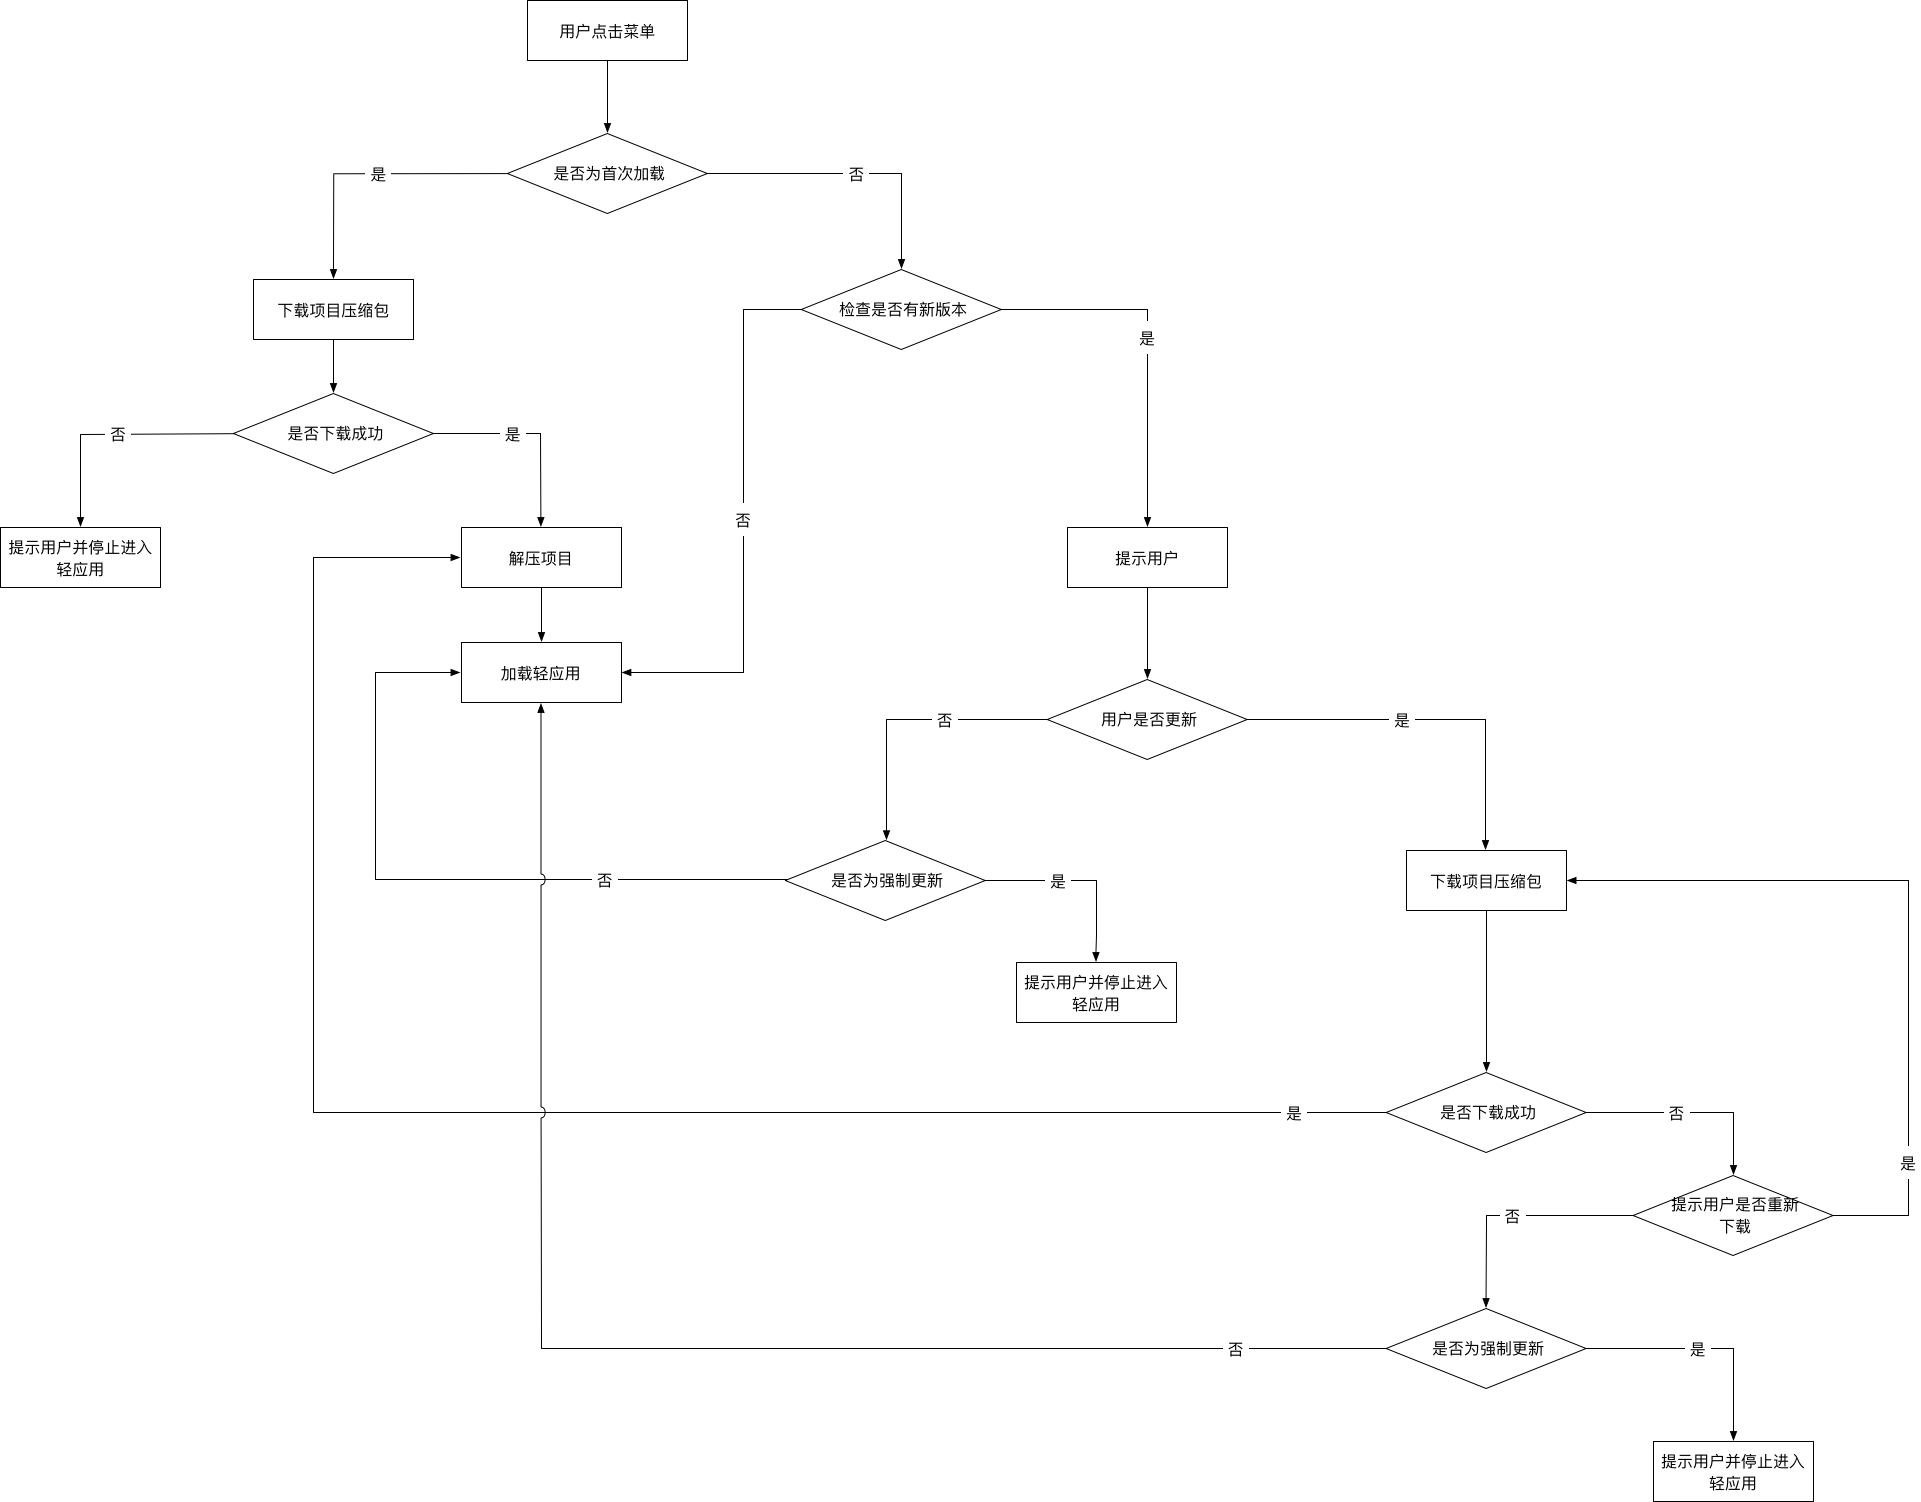 用户点击菜单
是否为首次加载
是
否
下载项目压缩包
检查是否有新版本
是
是否下载成功
否
是
否
提示用户并停止进入
轻应用
解压项目
提示用户
加载轻应用
用户是否更新
否
是
是否为强制更新
否
是
下载项目压缩包
提示用户并停止进入
轻应用
是否下载成功
是
否
是
提示用户是否重新
下载
否
是否为强制更新
否
是
提示用户并停止进入
轻应用